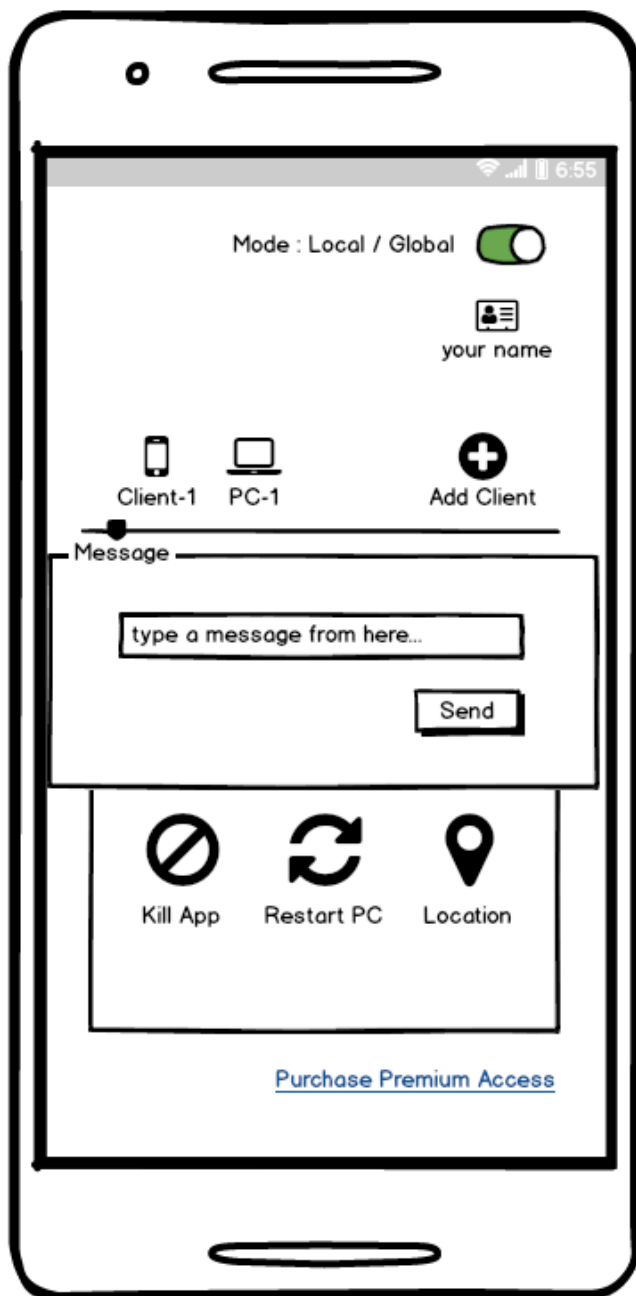 6:55
Mode : Local / Global
your name
Client-1 PC-1 Add Client
Message
type a message from here...
Send
Kill App Restart PC Location
Purchase Premium Access